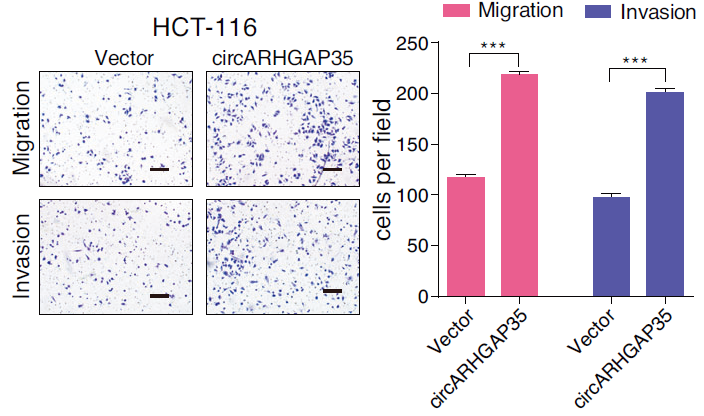 HCT-116
Vector circARHGAP35
Migration
Invasion
Migration Invasion
cells per field
250
200
150
100
50
0
***
***
Vector
circARHGAP35
Vector
circARHGAP35